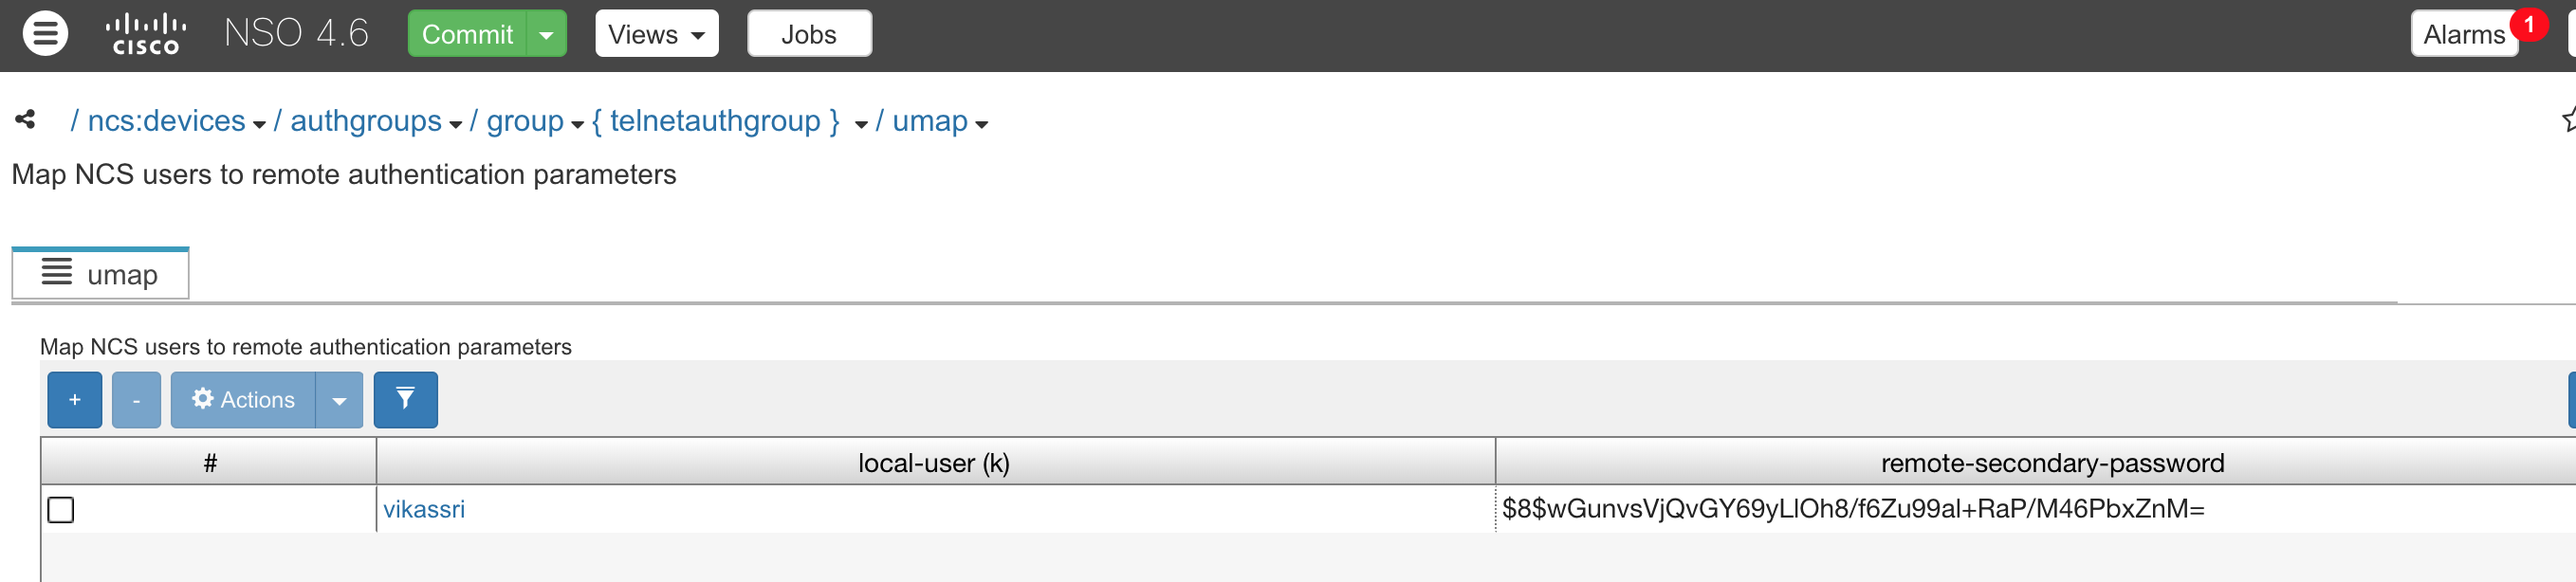 CISCO NSO 4.6 Commit Views Jobs Alarms 1
/ ncs:devices / authgroups / group { telnetauthgroup } / umap
Map NCS users to remote authentication parameters
umap
Map NCS users to remote authentication parameters
+ - Actions
# local-user (k) remote-secondary-password
vikassri $8$wGunvsVjQvGY69yLlOh8/f6Zu99al+RaP/M46PbxZnM=